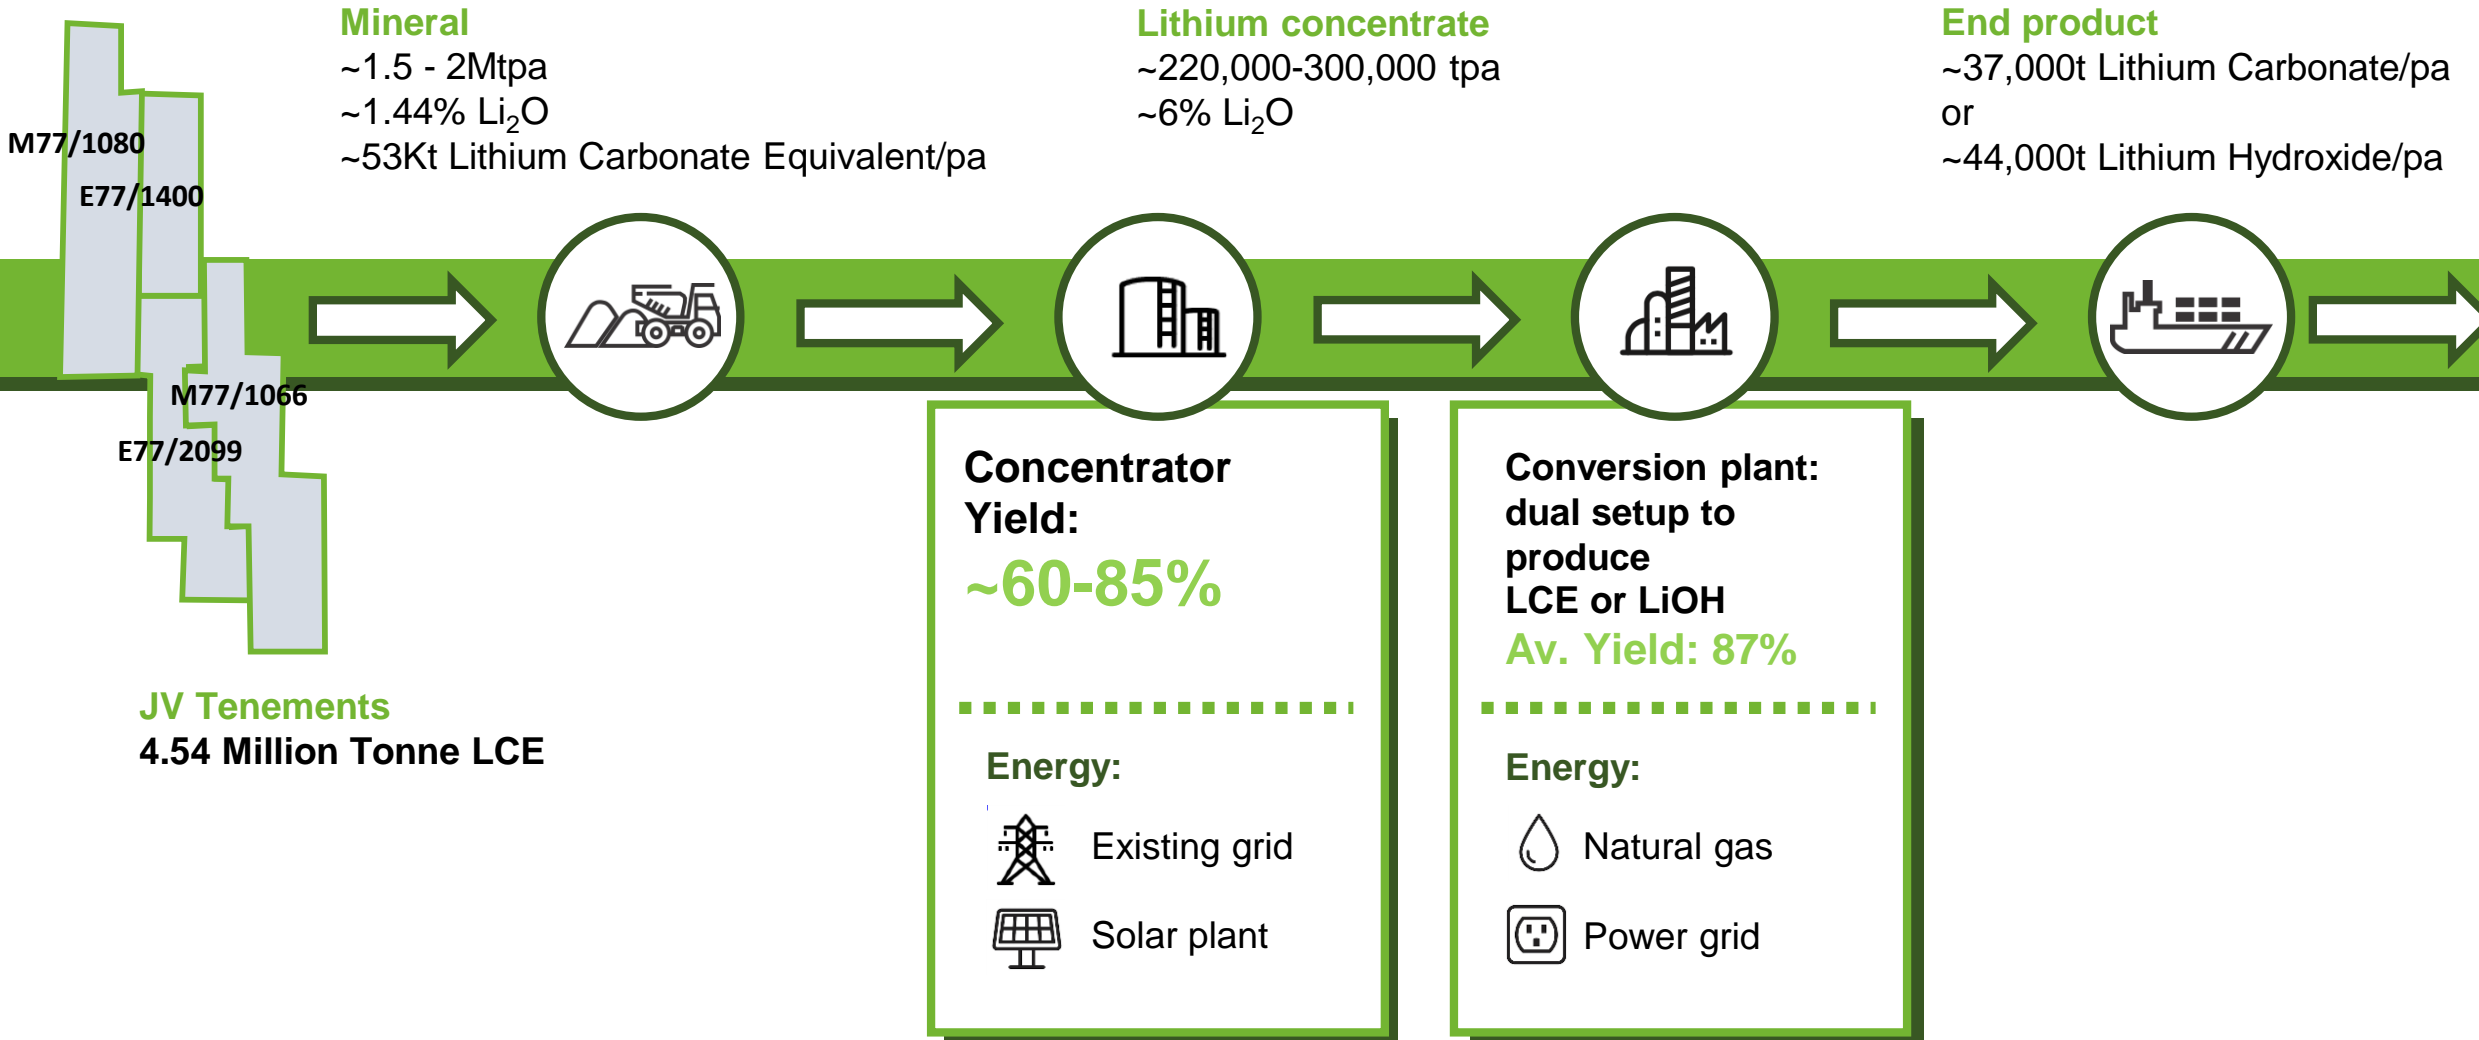 Mineral
~1.5 - 2Mtpa
~1.44% Li₂O
~53Kt Lithium Carbonate Equivalent/pa
Lithium concentrate
~220,000-300,000 tpa
~6% Li₂O
End product
~37,000t Lithium Carbonate/pa
or
~44,000t Lithium Hydroxide/pa
M77/1080
E77/1400
M77/1066
E77/2099
JV Tenements
4.54 Million Tonne LCE
Concentrator
Yield:
~60-85%
Energy:
Existing grid
Solar plant
Conversion plant:
dual setup to
produce
LCE or LiOH
Av. Yield: 87%
Energy:
Natural gas
Power grid